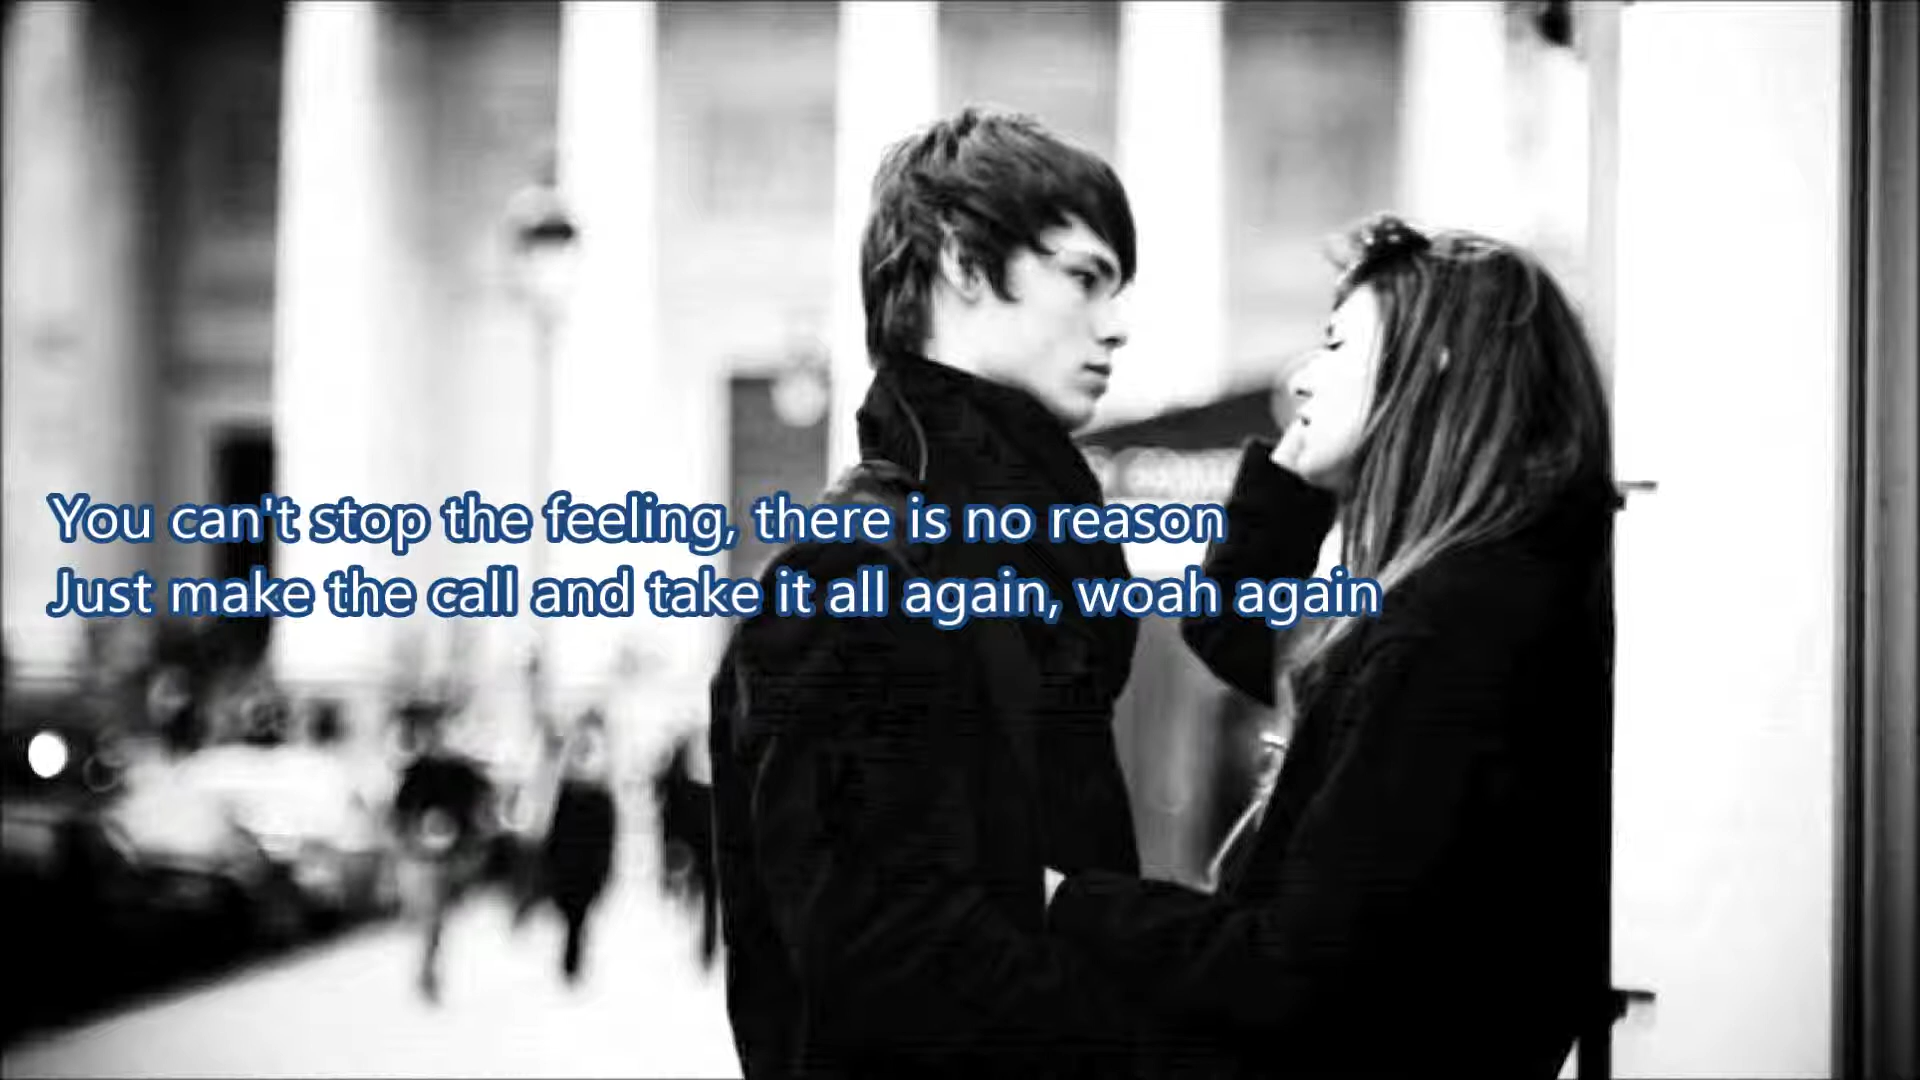 You can't stop the feeling, there is no reason
Just make the call and take it all again, woah again